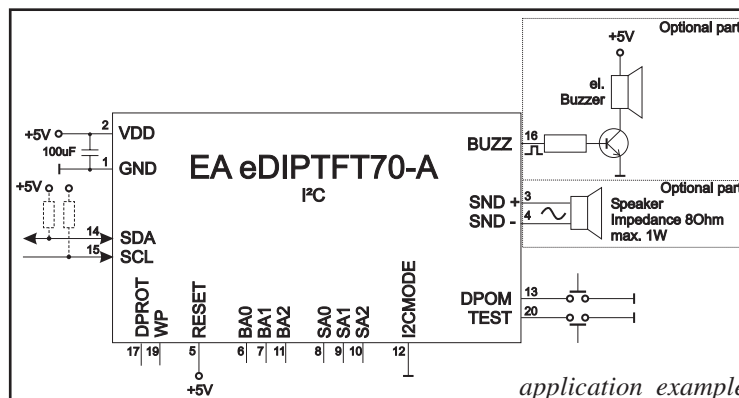 Optional part
+5V
el.
Buzzer
2
VDD
+5V
100uF
1
GND
EA eDIPTFT70-A
I²C
BUZZ
16
Optional part
SND +
3
SND -
4
Speaker
Impedance 8Ohm
max. 1W
+5V
14
SDA
15
SCL
DPOM
13
TEST
20
DPROT
WP
RESET
BA0
BA1
BA2
SA0
SA1
SA2
I2CMODE
17
19
5
6
7
11
8
9
10
12
+5V
application example